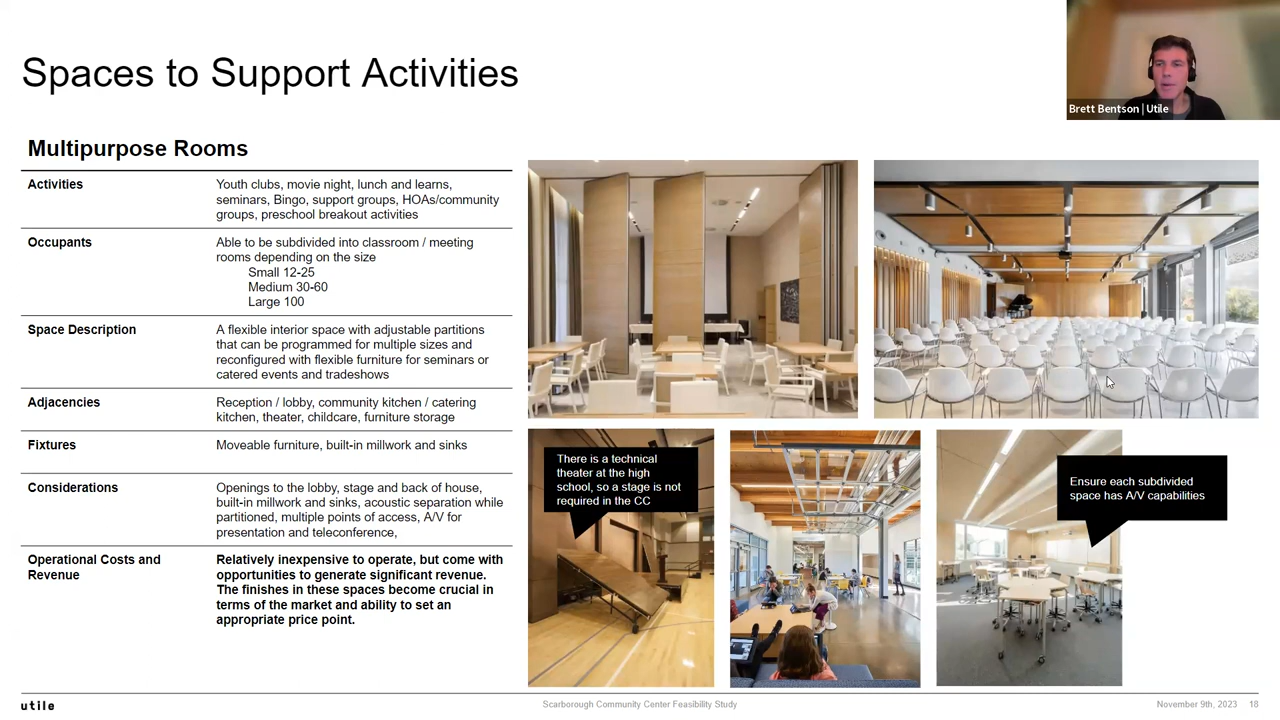 Spaces to Support Activities
Brett Bentson | Utile
Multipurpose Rooms
Activities
Youth clubs, movie night, lunch and learns,
seminars, Bingo, support groups, HOAs/community
groups, preschool breakout activities
Occupants
Able to be subdivided into classroom / meeting
rooms depending on the size
Small 12-25
Medium 30-60
Large 100
Space Description
A flexible interior space with adjustable partitions
that can be programmed for multiple sizes and
reconfigured with flexible furniture for seminars or
catered events and tradeshows
Adjacencies
Reception / lobby, community kitchen / catering
kitchen, theater, childcare, furniture storage
Fixtures
Moveable furniture, built-in millwork and sinks
Considerations
Openings to the lobby, stage and back of house,
built-in millwork and sinks, acoustic separation while
partitioned, multiple points of access, A/V for
presentation and teleconference,
Operational Costs and
Revenue
Relatively inexpensive to operate, but come with
opportunities to generate significant revenue.
The finishes in these spaces become crucial in
terms of the market and ability to set an
appropriate price point.
There is a technical
theater at the high
school, so a stage is not
required in the CC
Ensure each subdivided
space has A/V capabilities
utile
Scarborough Community Center Feasibility Study
November 9th, 2023 18